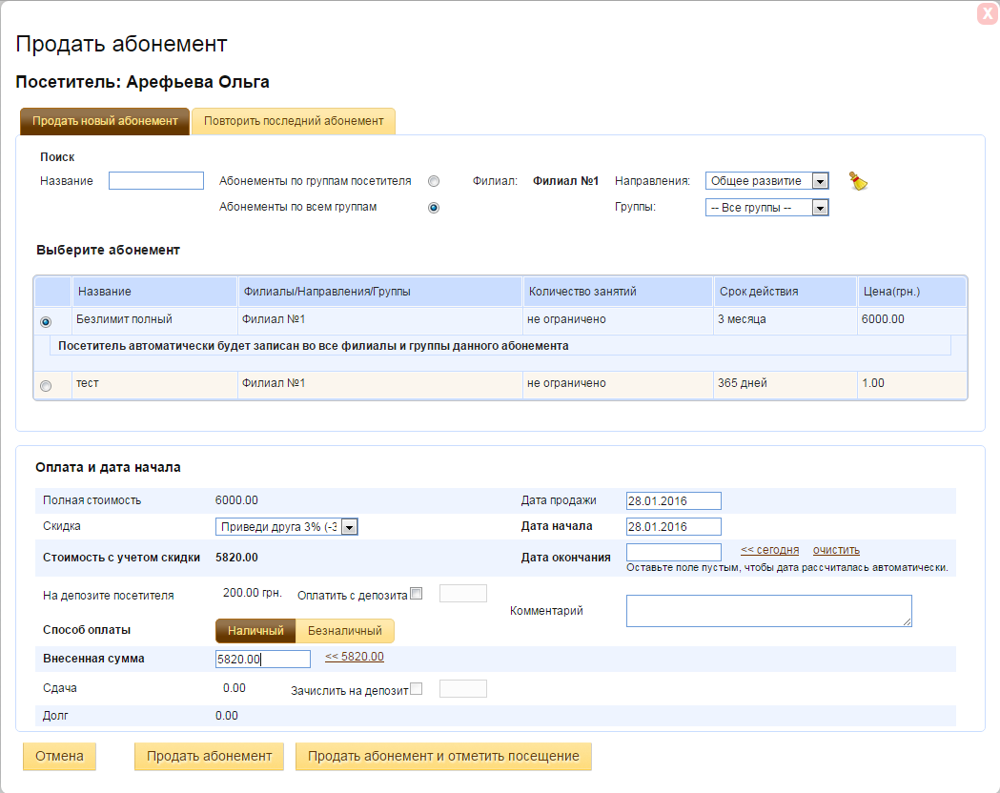 X
Продать абонемент
Посетитель: Арефьева Ольга
Продать новый абонемент Повторить последний абонемент
Поиск
Название Абонементы по группам посетителя Филиал: Филиал №1 Направления: Общее развитие
Абонементы по всем группам Группы: -- Все группы --
Выберите абонемент
Название Филиалы/Направления/Группы Количество занятий Срок действия Цена(грн.)
Безлимит полный Филиал №1 не ограничено 3 месяца 6000.00
Посетитель автоматически будет записан во все филиалы и группы данного абонемента
тест Филиал №1 не ограничено 365 дней 1.00
Оплата и дата начала
Полная стоимость 6000.00 Дата продажи 28.01.2016
Скидка Приведи друга 3% (-3 Дата начала 28.01.2016
Стоимость с учетом скидки 5820.00 Дата окончания << сегодня очистить
Оставьте поле пустым, чтобы дата рассчиталась автоматически.
На депозите посетителя 200.00 грн. Оплатить с депозита
Комментарий
Способ оплаты Наличный Безналичный
Внесенная сумма 5820.00 << 5820.00
Сдача 0.00 Зачислить на депозит
Долг 0.00
Отмена Продать абонемент Продать абонемент и отметить посещение